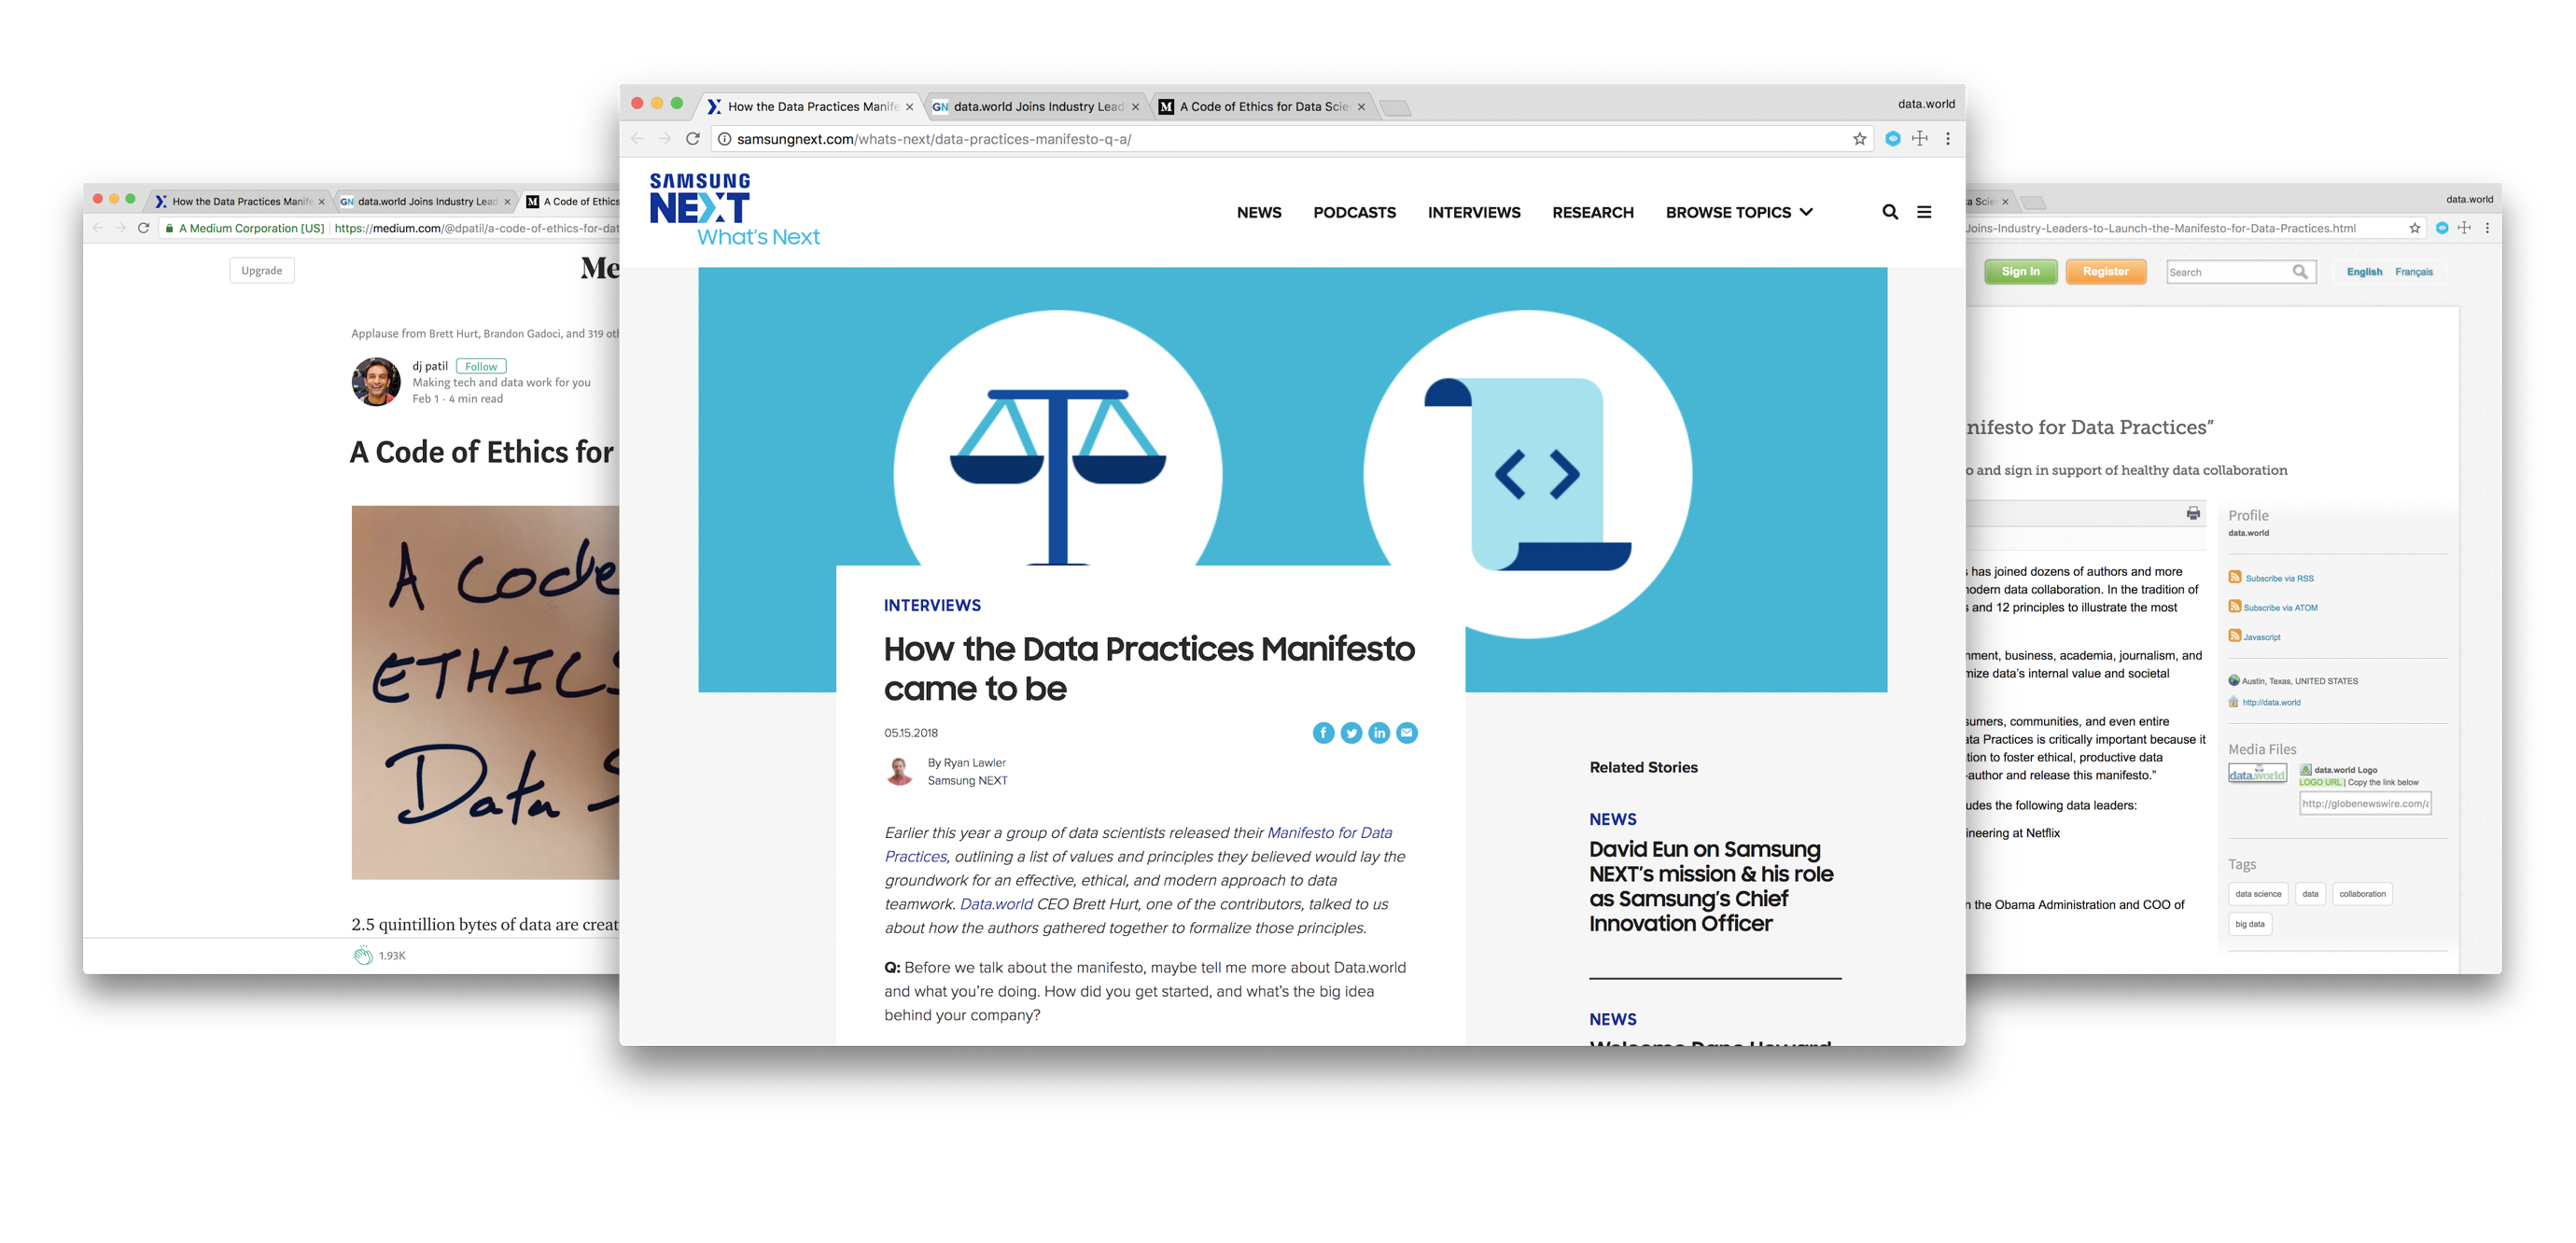 How the Data Practices Manife
data.world Joins Industry Lead
A Code of Ethics
A Medium Corporation [US]
https://medium.com/@dpatil/a-code-of-ethics-for-dat
Upgrade
Me
Applause from Brett Hurt, Brandon Gadoci, and 319 oth
dj patil
Follow
Making tech and data work for you
Feb 1 · 4 min read
A Code of Ethics for
A Code
ETHICS
Data S
2.5 quintillion bytes of data are creat
1.93K
How the Data Practices Manife
GN data.world Joins Industry Lead
M A Code of Ethics for Data Scie
data.world
samsungnext.com/whats-next/data-practices-manifesto-q-a/
SAMSUNG
NEXT
What's Next
NEWS
PODCASTS
INTERVIEWS
RESEARCH
BROWSE TOPICS
INTERVIEWS
How the Data Practices Manifesto
came to be
05.15.2018
By Ryan Lawler
Samsung NEXT
Earlier this year a group of data scientists released their Manifesto for Data
Practices, outlining a list of values and principles they believed would lay the
groundwork for an effective, ethical, and modern approach to data
teamwork. Data.world CEO Brett Hurt, one of the contributors, talked to us
about how the authors gathered together to formalize those principles.
Q: Before we talk about the manifesto, maybe tell me more about Data.world
and what you're doing. How did you get started, and what's the big idea
behind your company?
Related Stories
NEWS
David Eun on Samsung
NEXT's mission & his role
as Samsung's Chief
Innovation Officer
NEWS
Welcome Dane Howard
a Scie
data.world
Joins-Industry-Leaders-to-Launch-the-Manifesto-for-Data-Practices.html
Sign In
Register
Search
English
Français
nifesto for Data Practices"
o and sign in support of healthy data collaboration
s has joined dozens of authors and more
nodern data collaboration. In the tradition of
s and 12 principles to illustrate the most
nment, business, academia, journalism, and
mize data's internal value and societal
sumers, communities, and even entire
ata Practices is critically important because it
tion to foster ethical, productive data
-author and release this manifesto."
udes the following data leaders:
ineering at Netflix
n the Obama Administration and COO of
Profile
data.world
Subscribe via RSS
Subscribe via ATOM
Javascript
Austin, Texas, UNITED STATES
http://data.world
Media Files
data.world
data.world Logo
LOGO URL | Copy the link below
http://globenewswire.com/a
Tags
data science
data
collaboration
big data